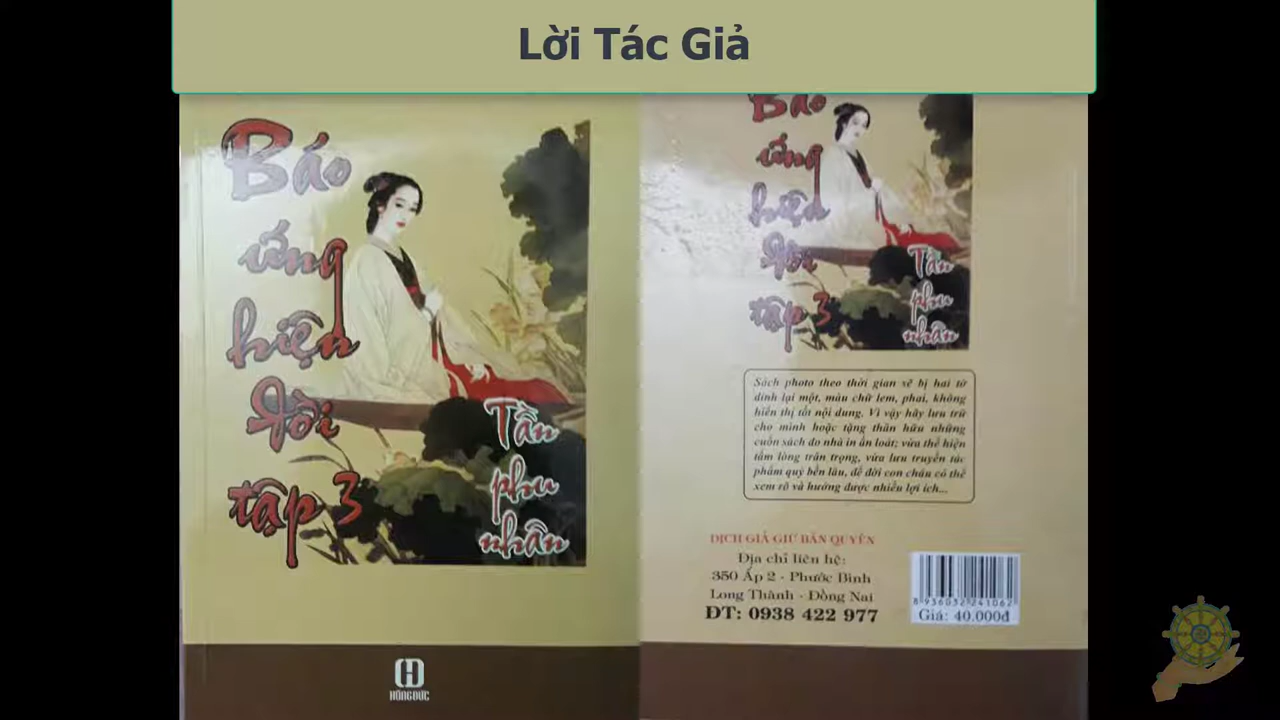 Lời Tác Giả
Báo
ứng
hiện
đời
tập 3
Tần
phu
nhân
HỒNG ĐỨC
Báo
ứng
hiện
đời
tập 3
Tần
phu
nhân
Sách photo theo thời gian sẽ bị hai tờ
dính lại một, màu chữ lem, phai, không
hiển thị tốt nội dung. Vì vậy hãy lưu trữ
cho mình hoặc tặng thân hữu những
cuốn sách do nhà in ấn loát; vừa thể hiện
tấm lòng trân trọng, vừa lưu truyền tác
phẩm quý bền lâu, để đời con cháu có thể
xem rõ và hưởng được nhiều lợi ích...
DỊCH GIẢ GIỮ BẢN QUYỀN
Địa chỉ liên hệ:
350 Ấp 2 - Phước Bình
Long Thành - Đồng Nai
ĐT: 0938 422 977
8 936032 241062
Giá: 40.000đ